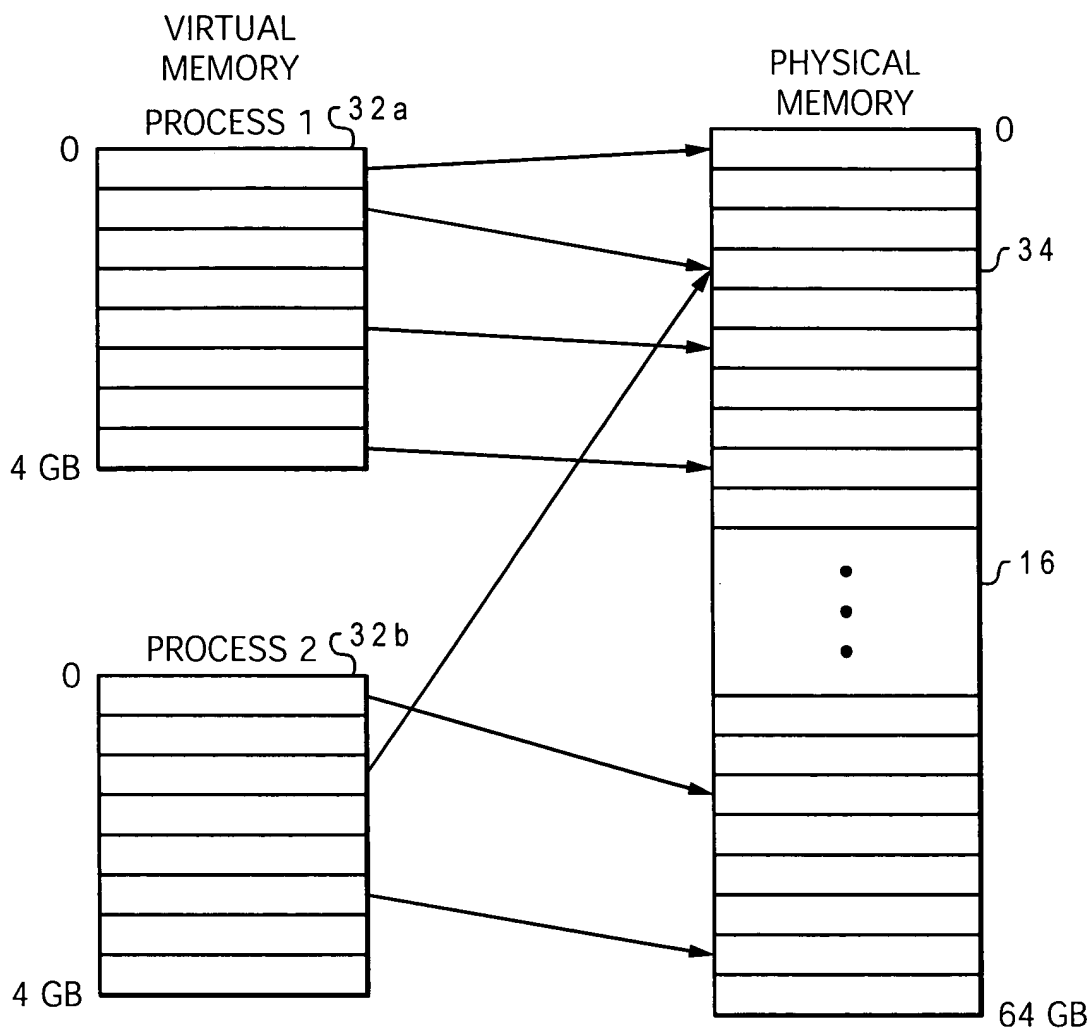 VIRTUAL
MEMORY
PROCESS 1
32a
0
4 GB
PROCESS 2
32b
0
4 GB
PHYSICAL
MEMORY
0
34
16
64 GB